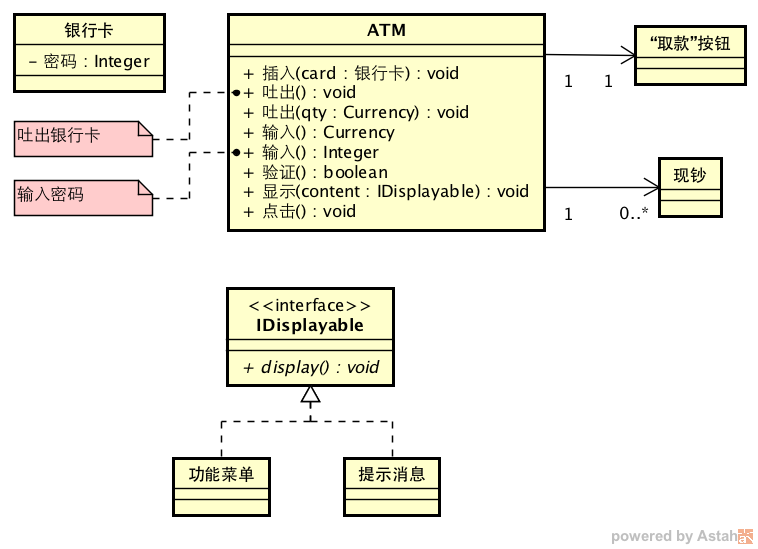 银行卡
- 密码 : Integer
吐出银行卡
输入密码
ATM
+ 插入(card : 银行卡) : void
+ 吐出() : void
+ 吐出(qty : Currency) : void
+ 输入() : Currency
+ 输入() : Integer
+ 验证() : boolean
+ 显示(content : IDisplayable) : void
+ 点击() : void
1 1
“取款”按钮
1 0..*
现钞
<<interface>>
IDisplayable
+ display() : void
功能菜单
提示消息
powered by Astah